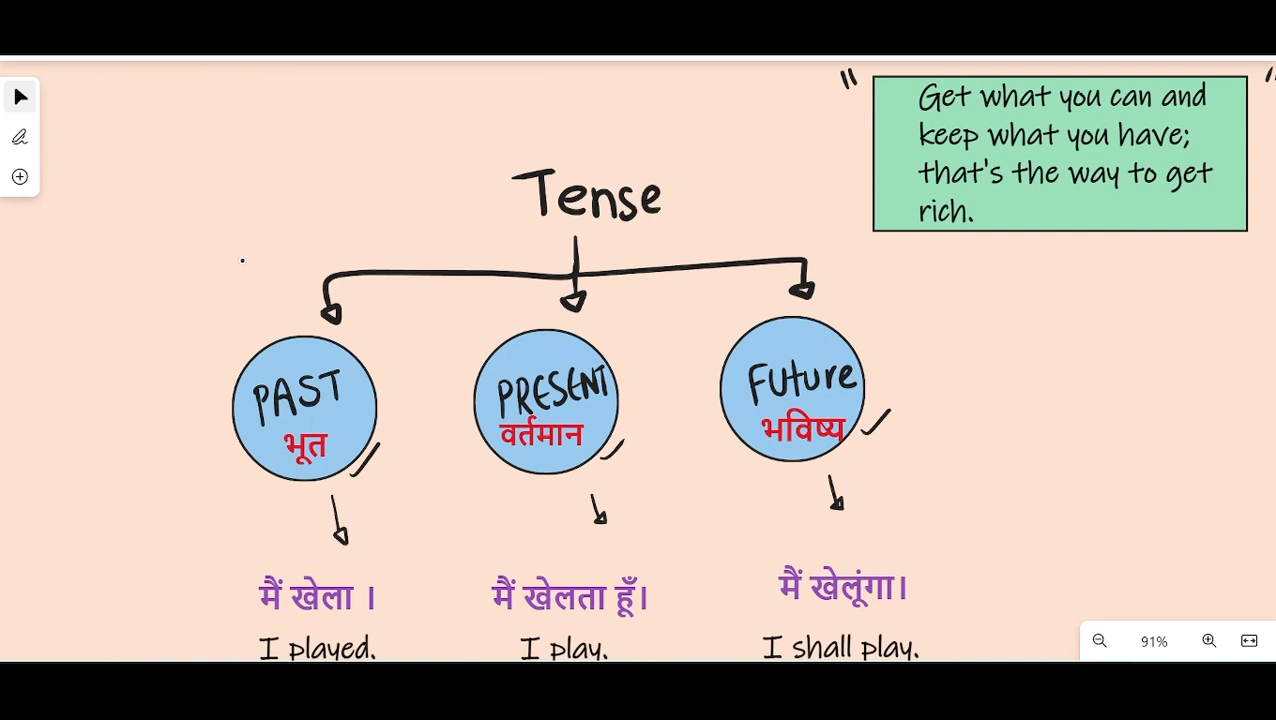 "
Get what you can and
keep what you have;
that's the way to get
rich.
"
Tense
PAST
भूत
PRESENT
वर्तमान
Future
भविष्य
मैं खेला ।
I played.
मैं खेलता हूँ।
I play.
मैं खेलूंगा।
I shall play.
91%